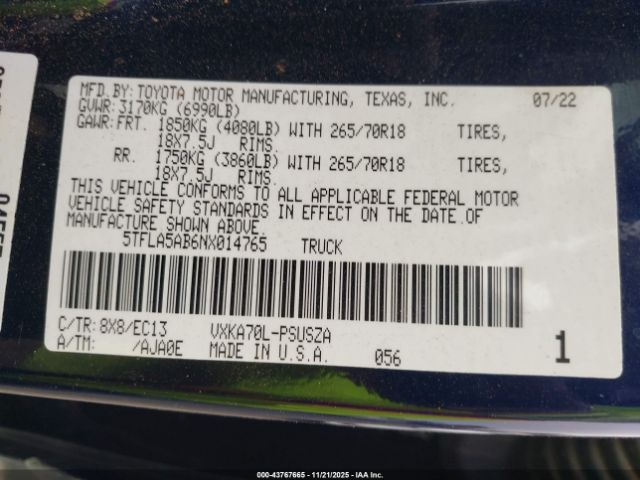 MFD.BY: TOYOTA MOTOR MANUFACTURING, TEXAS, INC. 07/22
GVWR: 3170KG (6990LB)
GAWR: FRT. 1850KG (4080LB) WITH 265/70R18 TIRES,
18X7.5J RIMS.
RR. 1750KG (3860LB) WITH 265/70R18 TIRES,
18X7.5J RIMS.
THIS VEHICLE CONFORMS TO ALL APPLICABLE FEDERAL MOTOR
VEHICLE SAFETY STANDARDS IN EFFECT ON THE DATE OF
MANUFACTURE SHOWN ABOVE.
5TFLA5AB6NX014765 TRUCK
C/TR: 8X8/EC13 VXKA70L-PSUSZA
A/TM: /AJA0E MADE IN U.S.A. 056 1
000-43767665 - 11/21/2025 - IAA Inc.